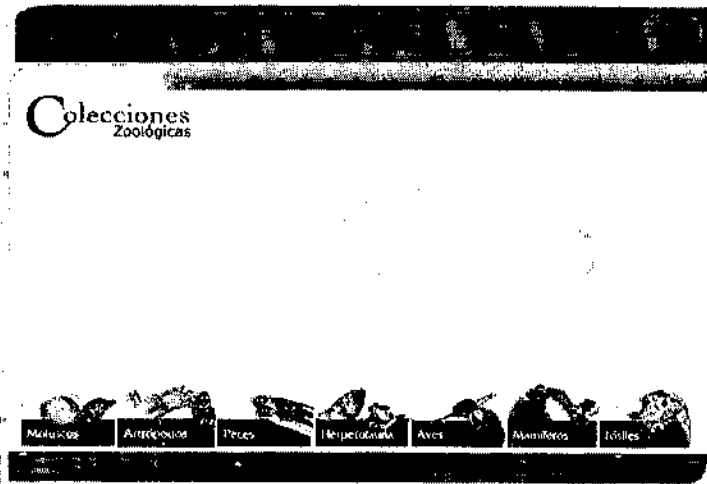 Colecciones
Zoológicas
Moluscos Artrópodos Peces Herpetofauna Aves Mamíferos Fósiles